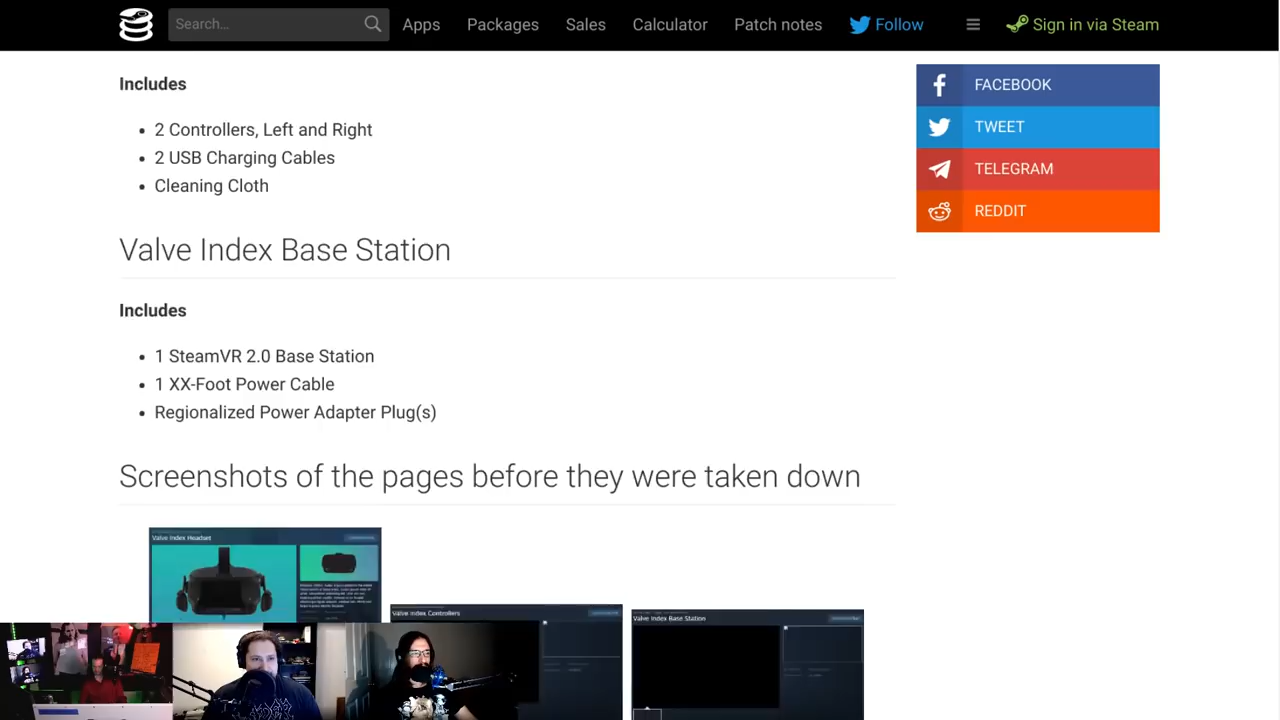 Search...
Apps
Packages
Sales
Calculator
Patch notes
Follow
Sign in via Steam
Includes
2 Controllers, Left and Right
2 USB Charging Cables
Cleaning Cloth
FACEBOOK
TWEET
TELEGRAM
REDDIT
Valve Index Base Station
Includes
1 SteamVR 2.0 Base Station
1 XX-Foot Power Cable
Regionalized Power Adapter Plug(s)
Screenshots of the pages before they were taken down
Valve Index Headset
Valve Index Controllers
Valve Index Base Station